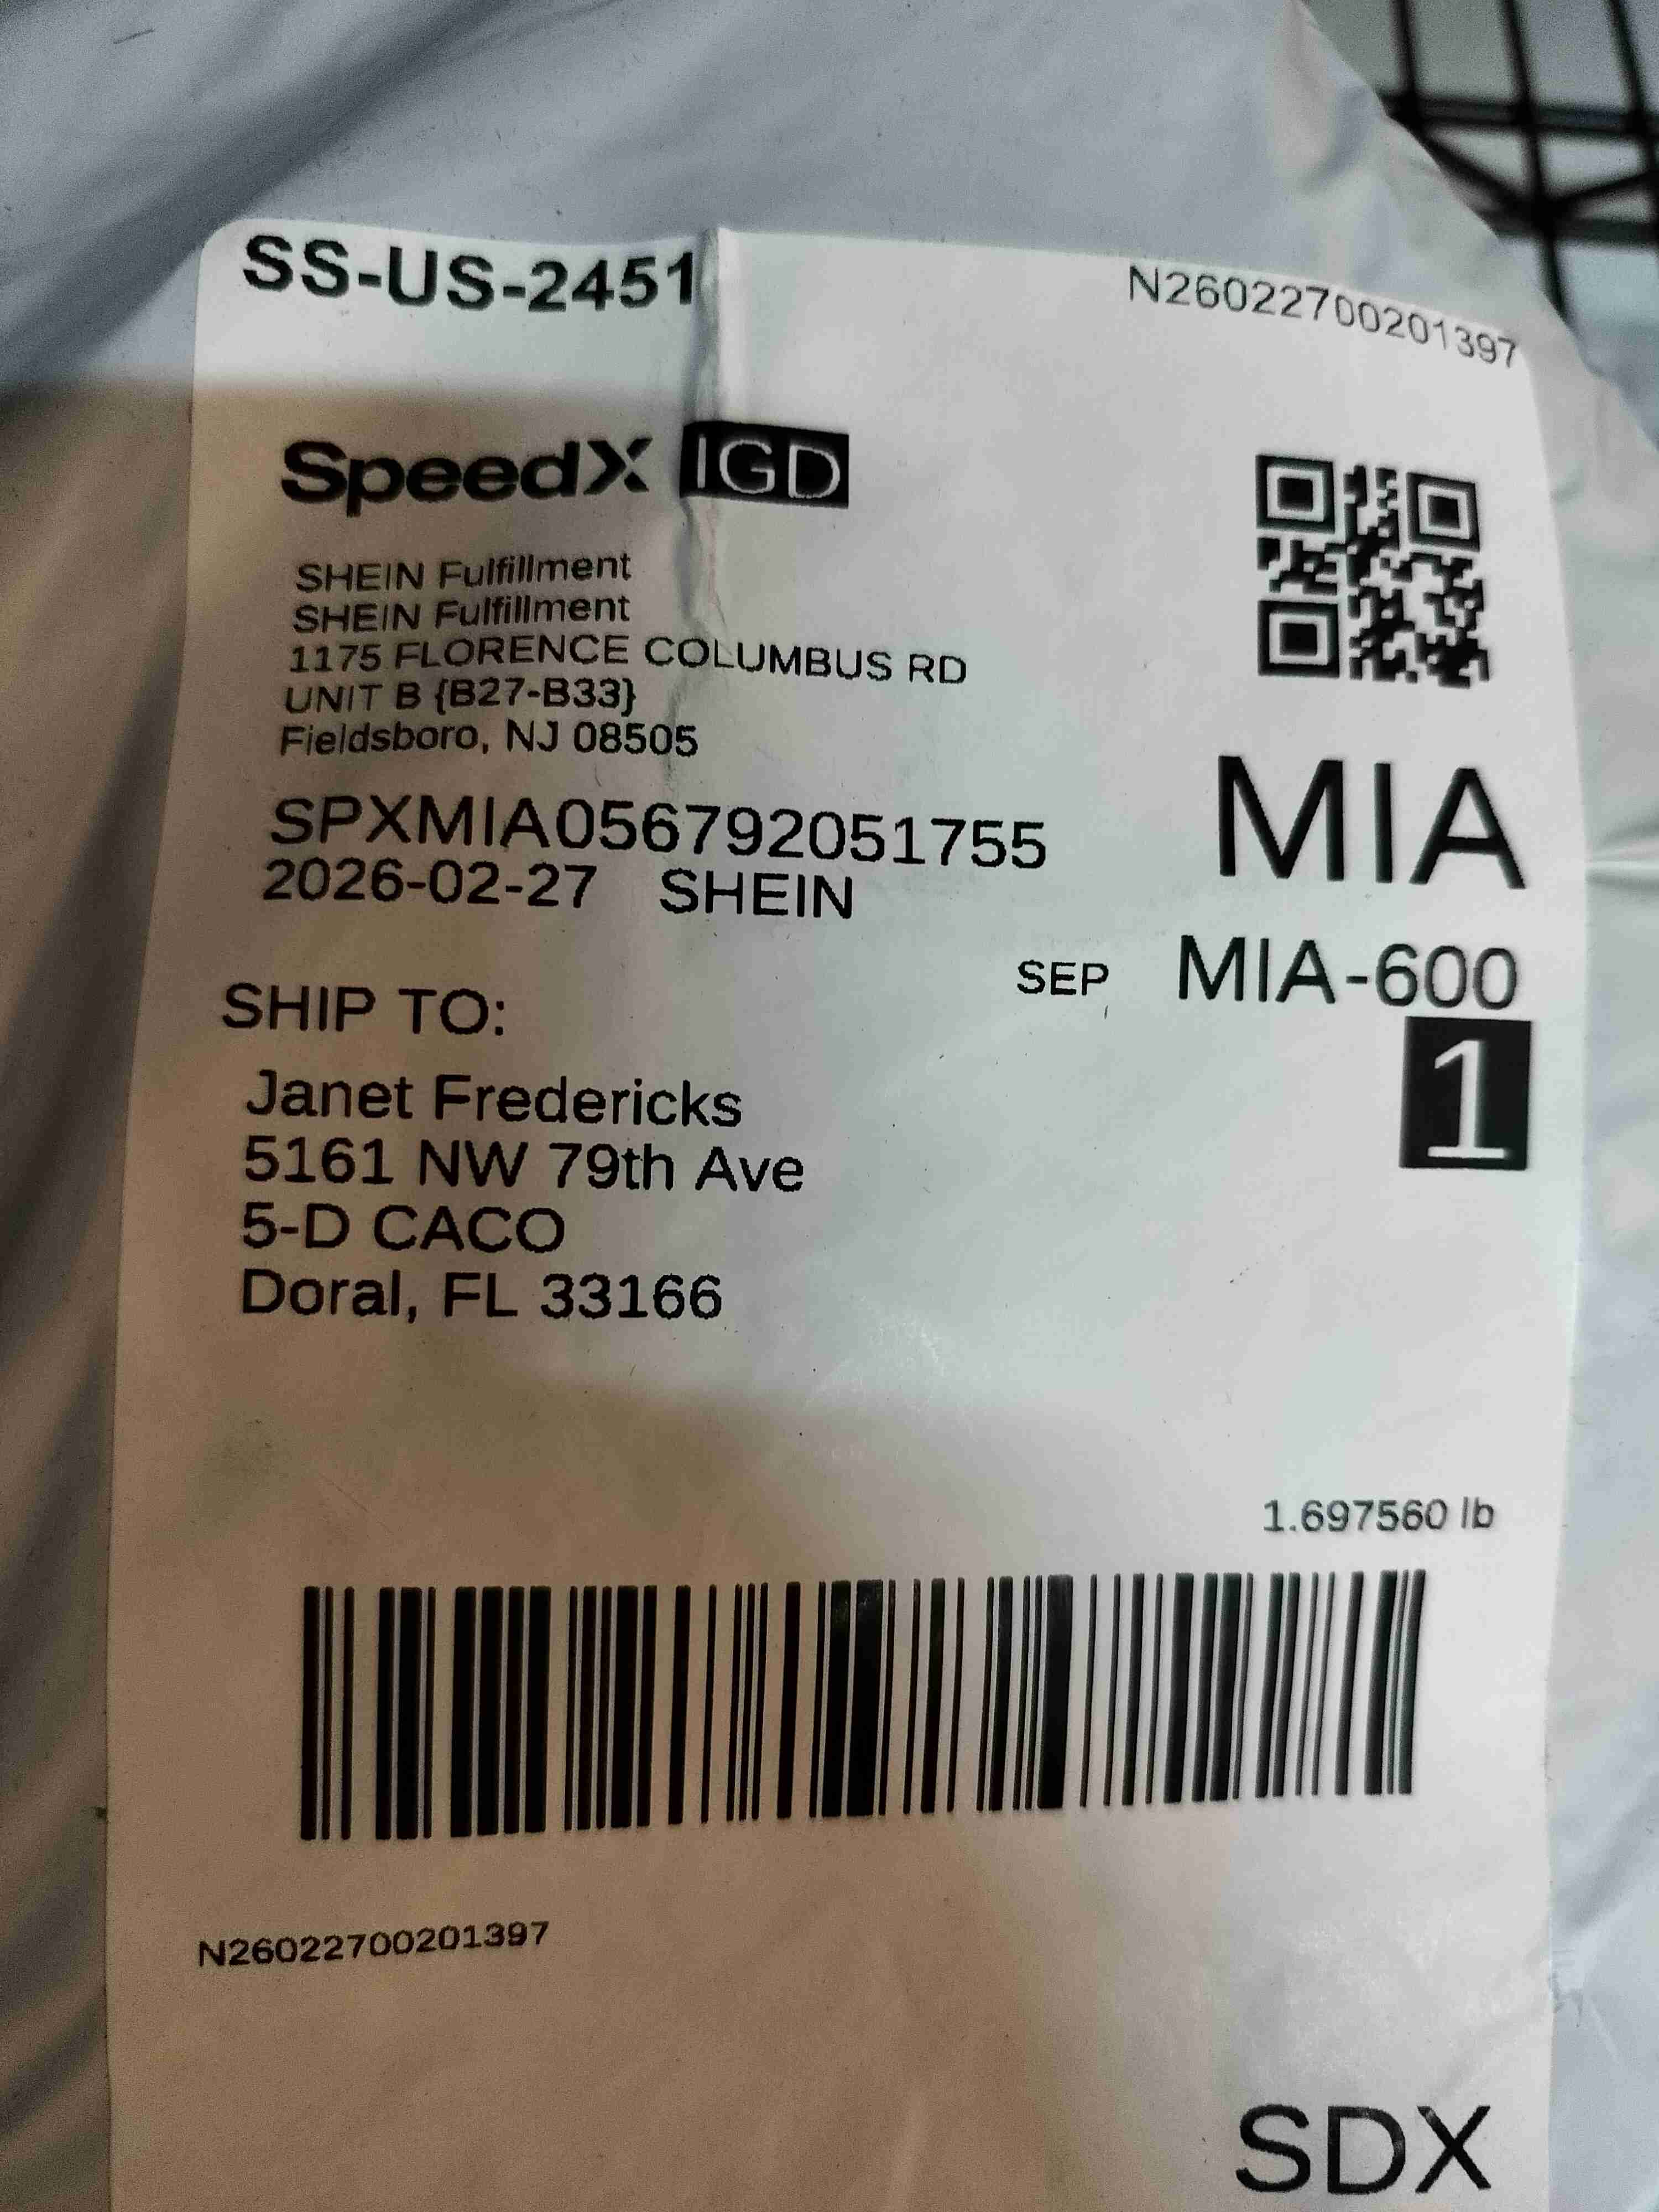 SS-US-2451
N26022700201397
SpeedX IGD
SHEIN Fulfillment
SHEIN Fulfillment
1175 FLORENCE COLUMBUS RD
UNIT B {B27-B33}
Fieldsboro, NJ 08505
SPXMIA056792051755
2026-02-27 SHEIN
MIA
SEP MIA-600
1
SHIP TO:
Janet Fredericks
5161 NW 79th Ave
5-D CACO
Doral, FL 33166
1.697560 lb
N26022700201397
SDX